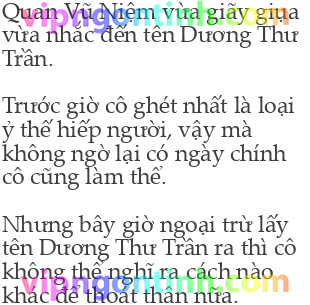 Quan Vũ Niệm vừa giãy giụa
vừa nhắc đến tên Dương Thư
Trần.
Trước giờ cô ghét nhất là loại
ỷ thế hiếp người, vậy mà
không ngờ lại có ngày chính
cô cũng làm thế.
Nhưng bây giờ ngoại trừ lấy
tên Dương Thư Trần ra thì cô
không thể nghĩ ra cách nào
khác để thoát thân nữa.
vipngontinh.com
vipngontinh.com